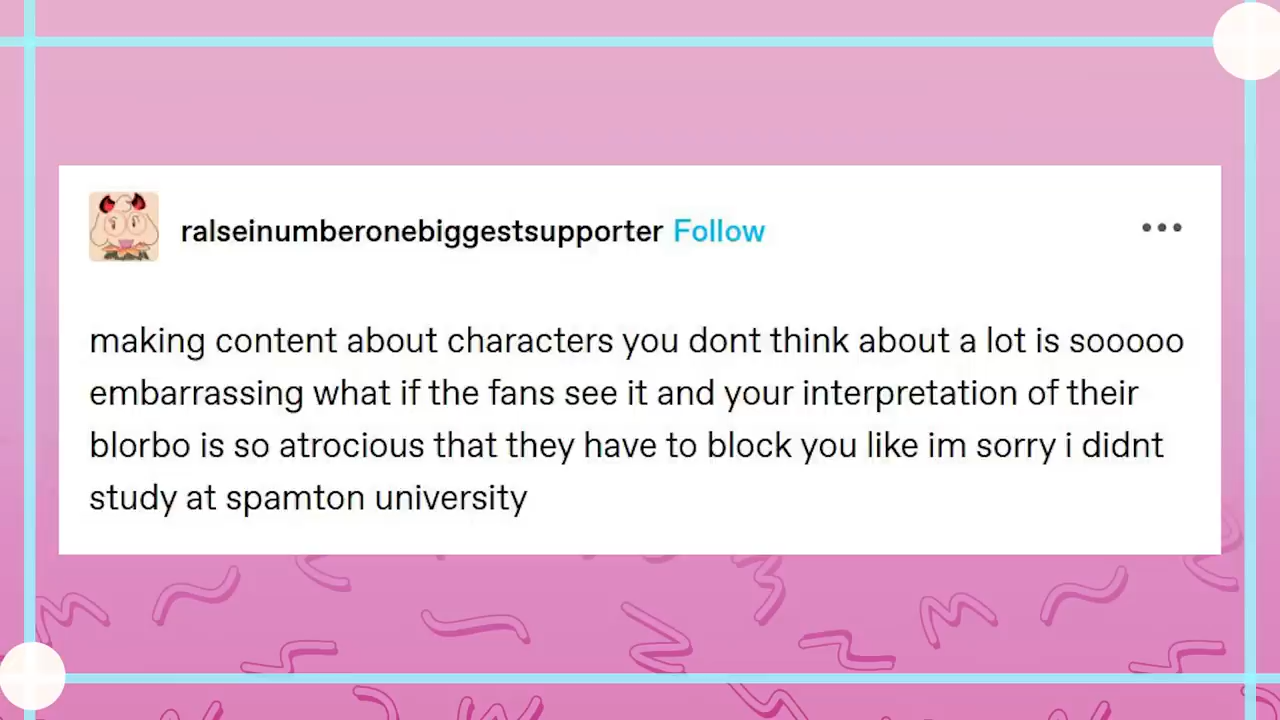 ralseinumberonebiggestsupporter Follow
making content about characters you dont think about a lot is sooooo
embarrassing what if the fans see it and your interpretation of their
blorbo is so atrocious that they have to block you like im sorry i didnt
study at spamton university